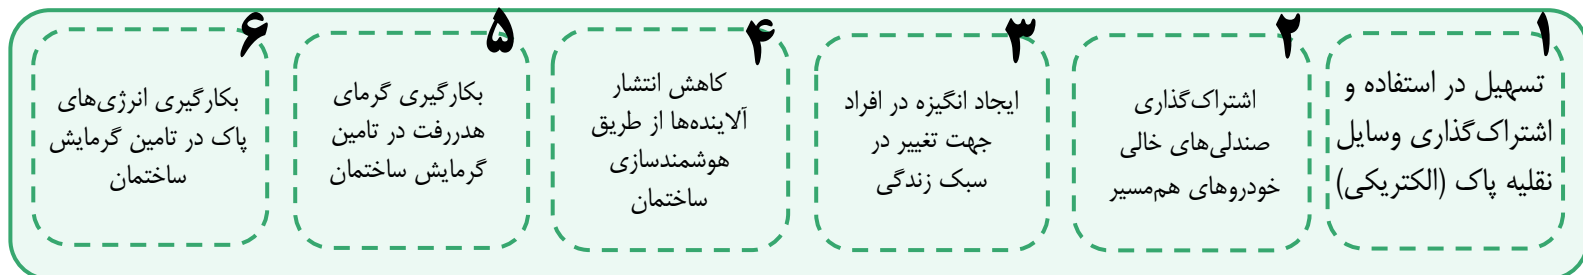 ۱
تسهیل در استفاده و
اشتراک‌گذاری وسایل
نقلیه پاک (الکتریکی)
۲
اشتراک‌گذاری
صندلی‌های خالی
خودروهای هم‌مسیر
۳
ایجاد انگیزه در افراد
جهت تغییر در
سبک زندگی
۴
کاهش انتشار
آلاینده‌ها از طریق
هوشمندسازی
ساختمان
۵
بکارگیری گرمای
هدررفت در تامین
گرمایش ساختمان
۶
بکارگیری انرژی‌های
پاک در تامین گرمایش
ساختمان